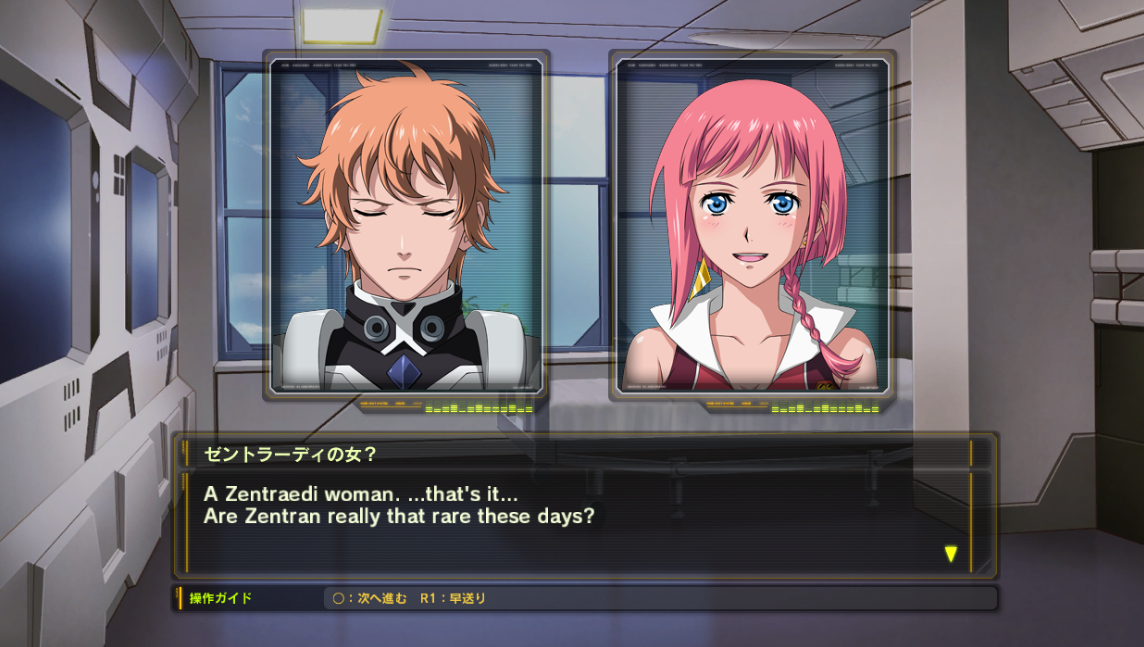 ゼントラーディの女？
A Zentraedi woman. ...that's it...
Are Zentran really that rare these days?
操作ガイド
○：次へ進む R1：早送り